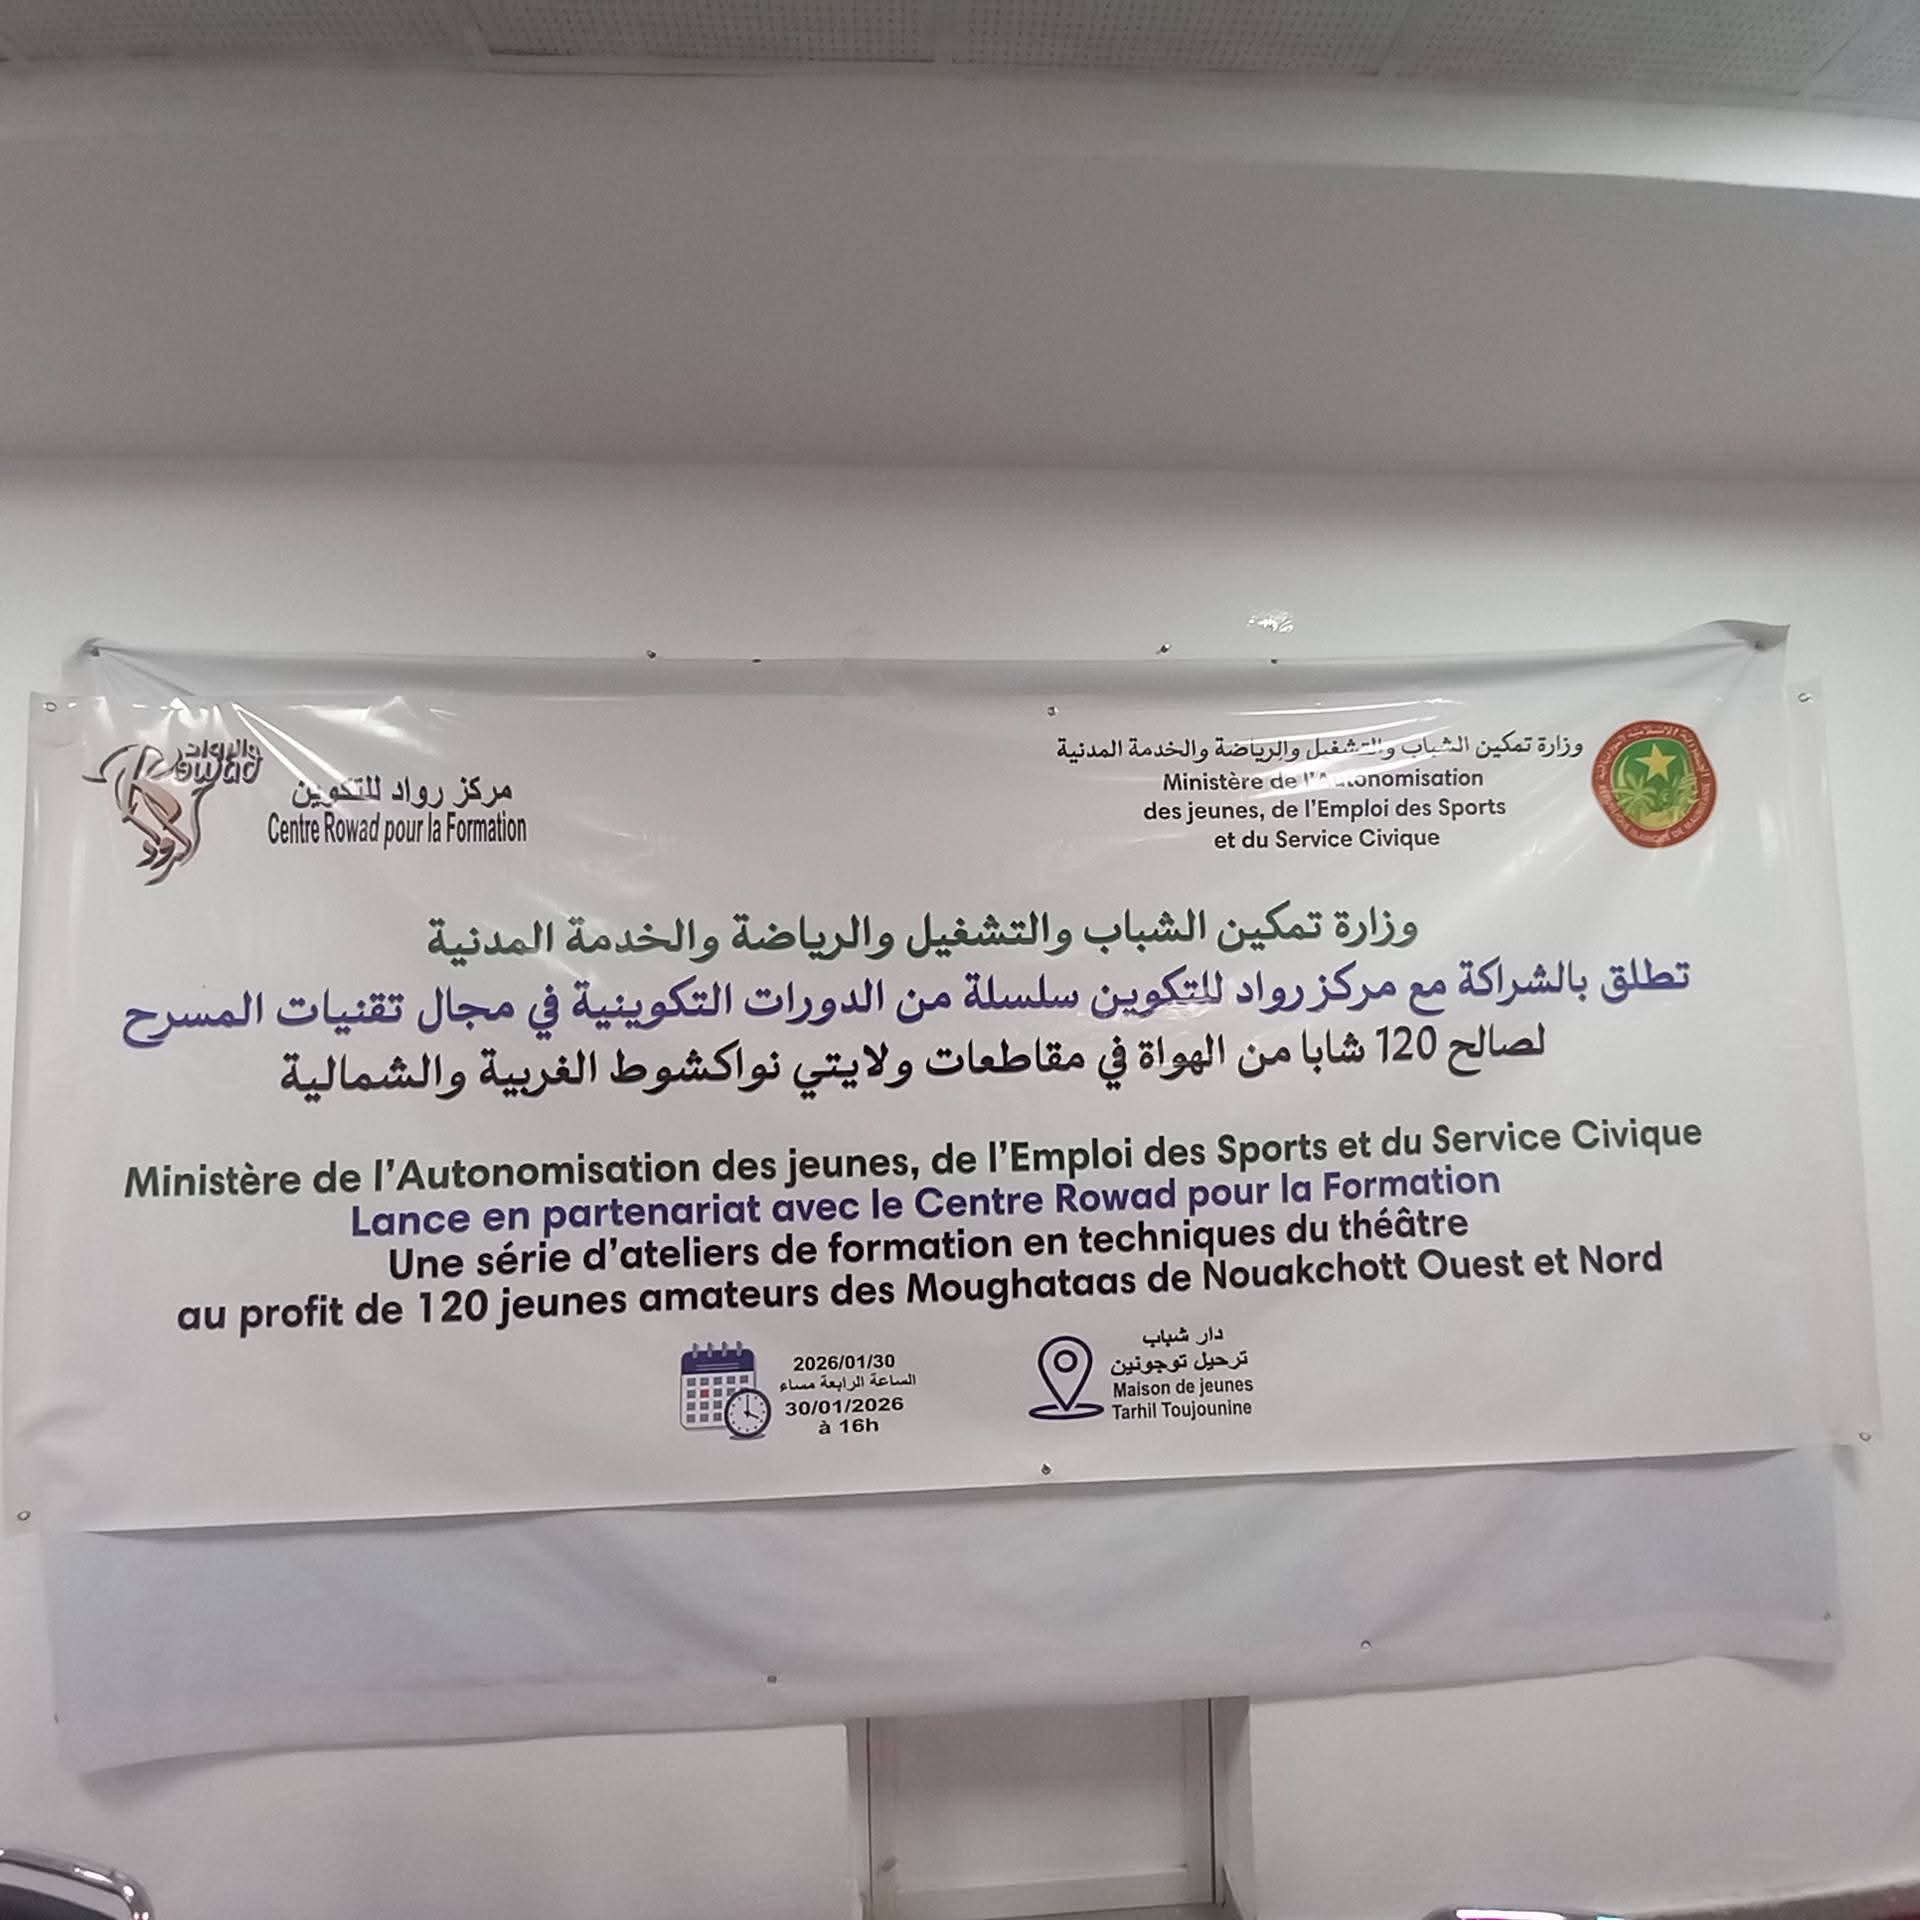 الرواد
Rowad
رواد
مركز رواد للتكوين
Centre Rowad pour la Formation
وزارة تمكين الشباب والتشغيل والرياضة والخدمة المدنية
Ministère de l'Autonomisation
des jeunes, de l'Emploi des Sports
et du Service Civique
وزارة تمكين الشباب والتشغيل والرياضة والخدمة المدنية
تطلق بالشراكة مع مركز رواد للتكوين سلسلة من الدورات التكوينية في مجال تقنيات المسرح
لصالح 120 شابا من الهواة في مقاطعات ولايتي نواكشوط الغربية والشمالية
Ministère de l'Autonomisation des jeunes, de l'Emploi des Sports et du Service Civique
Lance en partenariat avec le Centre Rowad pour la Formation
Une série d'ateliers de formation en techniques du théâtre
au profit de 120 jeunes amateurs des Moughataas de Nouakchott Ouest et Nord
2026/01/30
الساعة الرابعة مساء
30/01/2026
à 16h
دار شباب
ترحيل توجونين
Maison de jeunes
Tarhil Toujounine